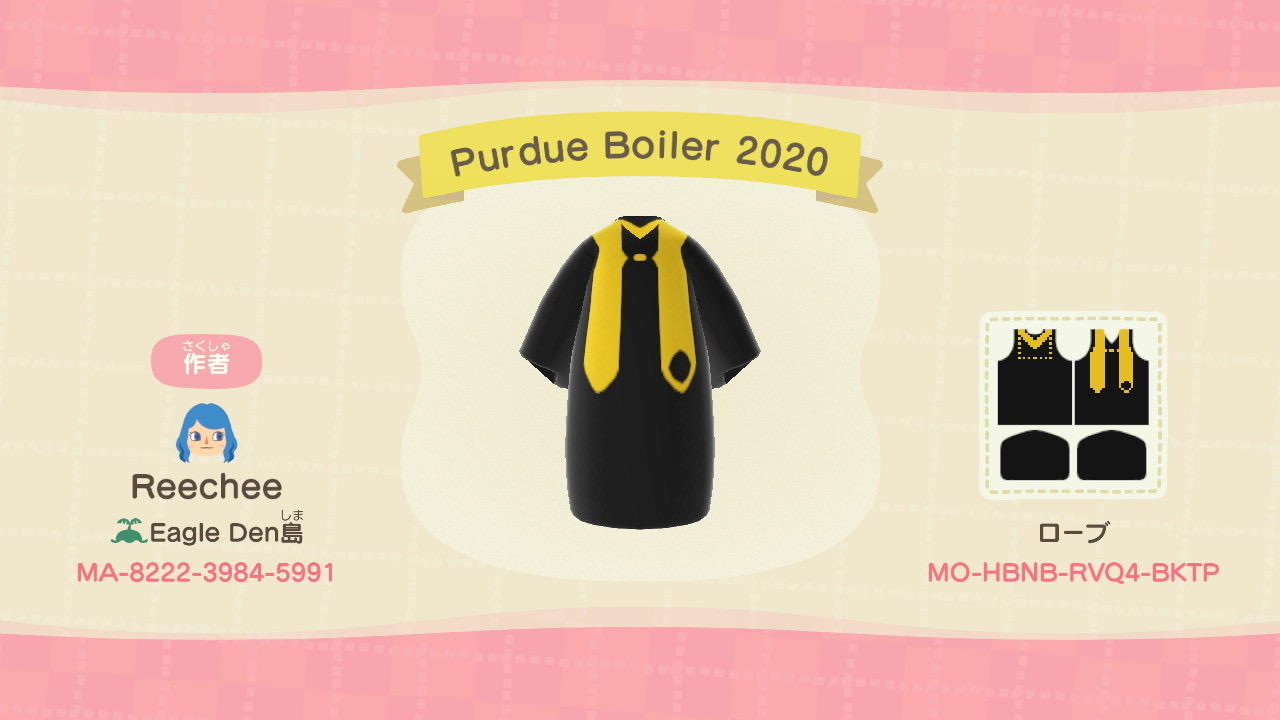 Purdue Boiler 2020
さくしゃ
作者
Reechee
しま
Eagle Den島
MA-8222-3984-5991
ローブ
MO-HBNB-RVQ4-BKTP